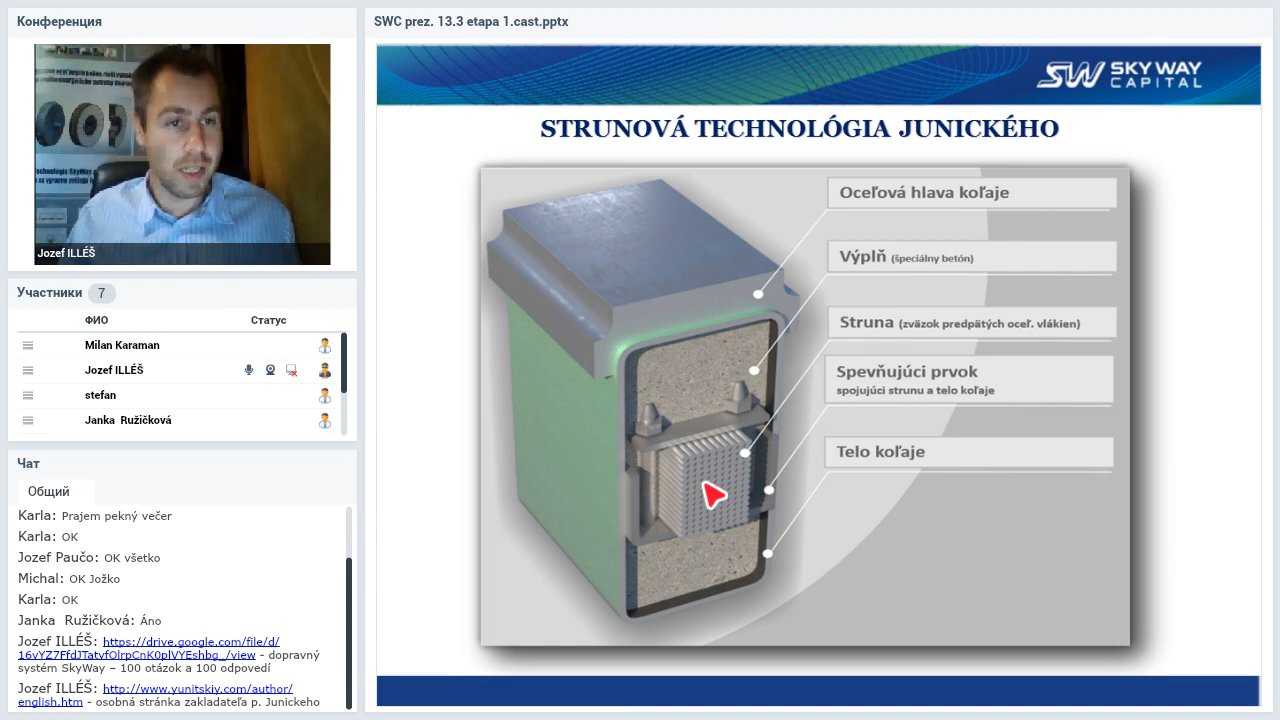 Конференция
Jozef ILLÉŠ
Участники 7
ФИО Статус
Milan Karaman
Jozef ILLÉŠ
stefan
Janka Ružičková
Чат
Общий
Karla: Prajem pekný večer
Karla: OK
Jozef Paučo: OK všetko
Michal: OK Jožko
Karla: OK
Janka Ružičková: Áno
Jozef ILLÉŠ: https://drive.google.com/file/d/
16vYZ7FfdJTatvfOlrpCnK0plVYEshbg_/view - dopravný
systém SkyWay – 100 otázok a 100 odpovedí
Jozef ILLÉŠ: http://www.yunitskiy.com/author/
english.htm - osobná stránka zakladateľa p. Junickeho
SWC prez. 13.3 etapa 1.cast.pptx
SW SKY WAY
CAPITAL
STRUNOVÁ TECHNOLÓGIA JUNICKÉHO
Oceľová hlava koľaje
Výplň (špeciálny betón)
Struna (zväzok predpätých oceľ. vlákien)
Spevňujúci prvok
spojujúci strunu a telo koľaje
Telo koľaje